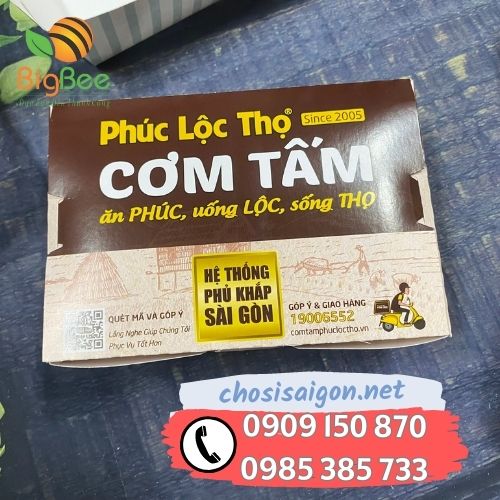 BigBee
Phúc Lộc Thọ®
Since 2005
CƠM TẤM
ăn PHÚC, uống LỘC, sống THỌ
HỆ THỐNG
PHỦ KHẮP
SÀI GÒN
QUÉT MÃ VÀ GÓP Ý
Lắng Nghe Giúp Chúng Tôi
Phục Vụ Tốt Hơn
GÓP Ý & GIAO HÀNG
19006552
comtamphucloctho.vn
chosisaigon.net
0909 150 870
0985 385 733